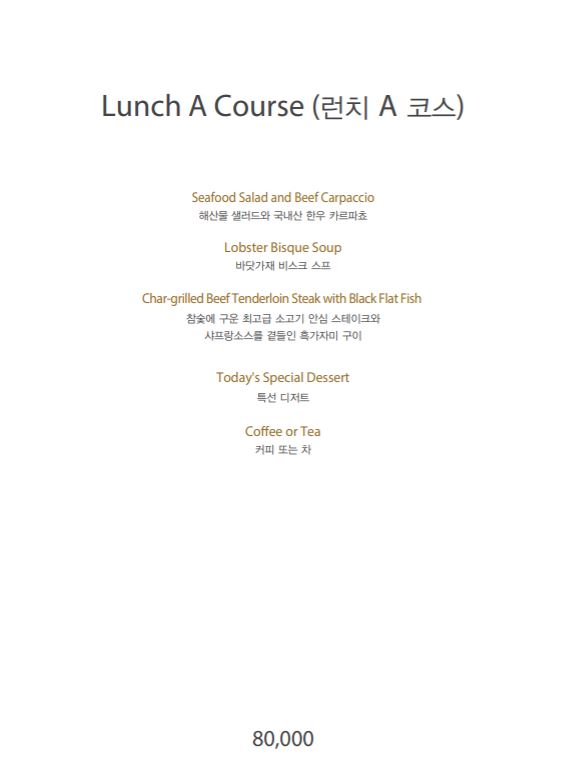 Lunch A Course (런치 A 코스)
Seafood Salad and Beef Carpaccio
해산물 샐러드와 국내산 한우 카르파쵸
Lobster Bisque Soup
바닷가재 비스크 스프
Char-grilled Beef Tenderloin Steak with Black Flat Fish
참숯에 구운 최고급 소고기 안심 스테이크와
샤프랑소스를 곁들인 흑가자미 구이
Today's Special Dessert
특선 디저트
Coffee or Tea
커피 또는 차
80,000